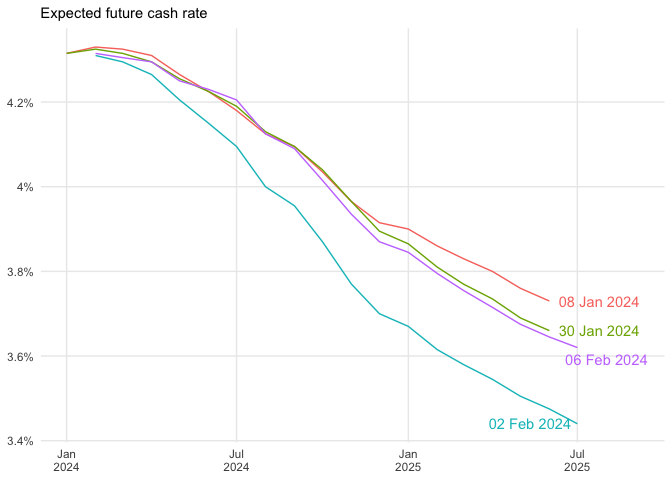 Expected future cash rate
4.2%
4%
3.8%
3.6%
3.4%
08 Jan 2024
30 Jan 2024
06 Feb 2024
02 Feb 2024
Jan
2024
Jul
2024
Jan
2025
Jul
2025